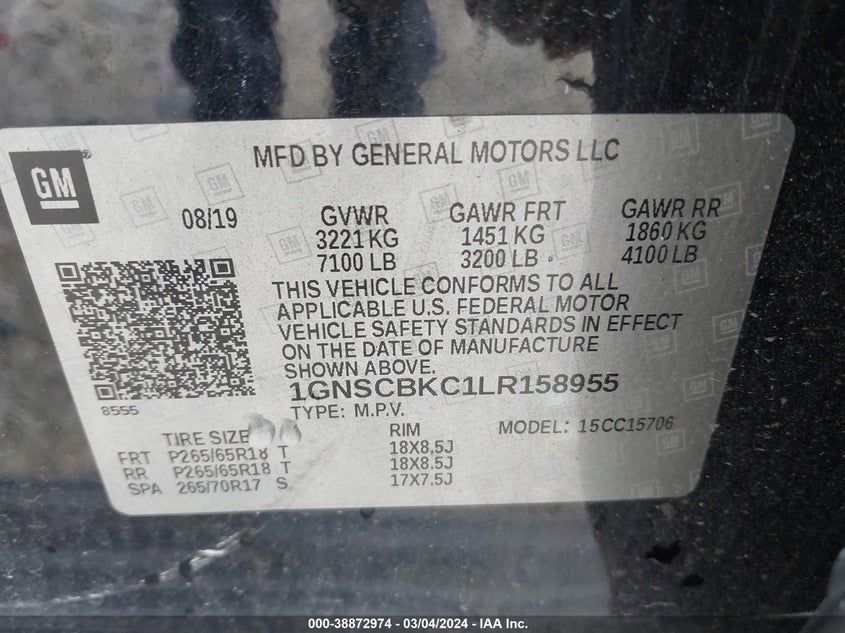 GM
MFD BY GENERAL MOTORS LLC
08/19
GVWR
3221 KG
7100 LB
GAWR FRT
1451 KG
3200 LB
GAWR RR
1860 KG
4100 LB
THIS VEHICLE CONFORMS TO ALL
APPLICABLE U.S. FEDERAL MOTOR
VEHICLE SAFETY STANDARDS IN EFFECT
ON THE DATE OF MANUFACTURE
SHOWN ABOVE.
1GNSCBKC1LR158955
TYPE: M.P.V.
8555
MODEL: 15CC15706
TIRE SIZE RIM
FRT P265/65R18 T 18X8.5J
RR P265/65R18 T 18X8.5J
SPA 265/70R17 S 17X7.5J
000-38872974 - 03/04/2024 - IAA Inc.